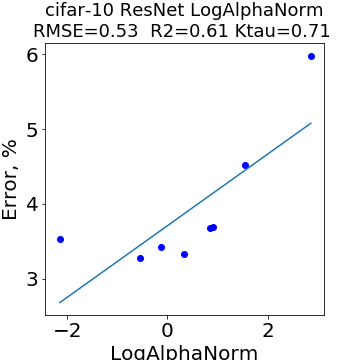 cifar-10 ResNet LogAlphaNorm
RMSE=0.53 R2=0.61 Ktau=0.71
Error, %
6
5
4
3
−2
0
2
LogAlphaNorm